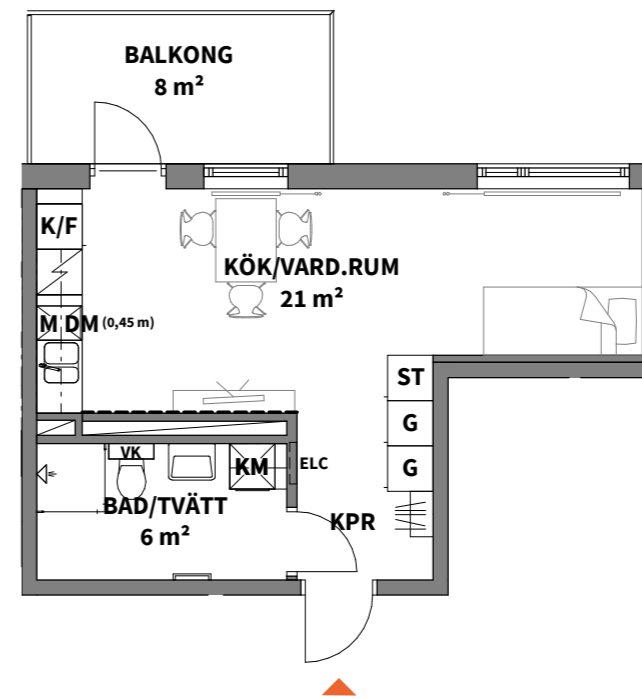 BALKONG
8 m²
K/F
KÖK/VARD.RUM
21 m²
M DM (0,45 m)
ST
G
G
VK
KM
ELC
BAD/TVÄTT
6 m²
KPR